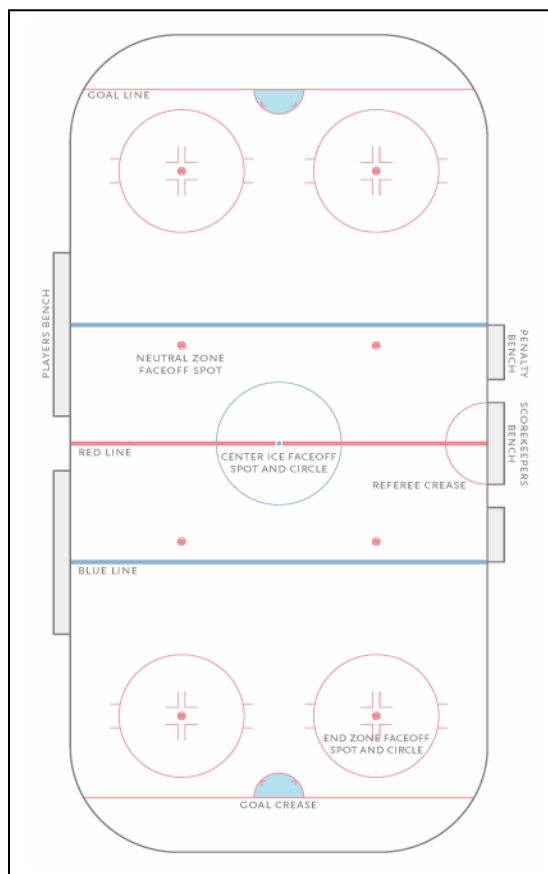 GOAL LINE
PLAYERS BENCH
PENALTY
BENCH
NEUTRAL ZONE
FACEOFF SPOT
SCOREKEEPERS
BENCH
RED LINE
CENTER ICE FACEOFF
SPOT AND CIRCLE
REFEREE CREASE
BLUE LINE
END ZONE FACEOFF
SPOT AND CIRCLE
GOAL CREASE